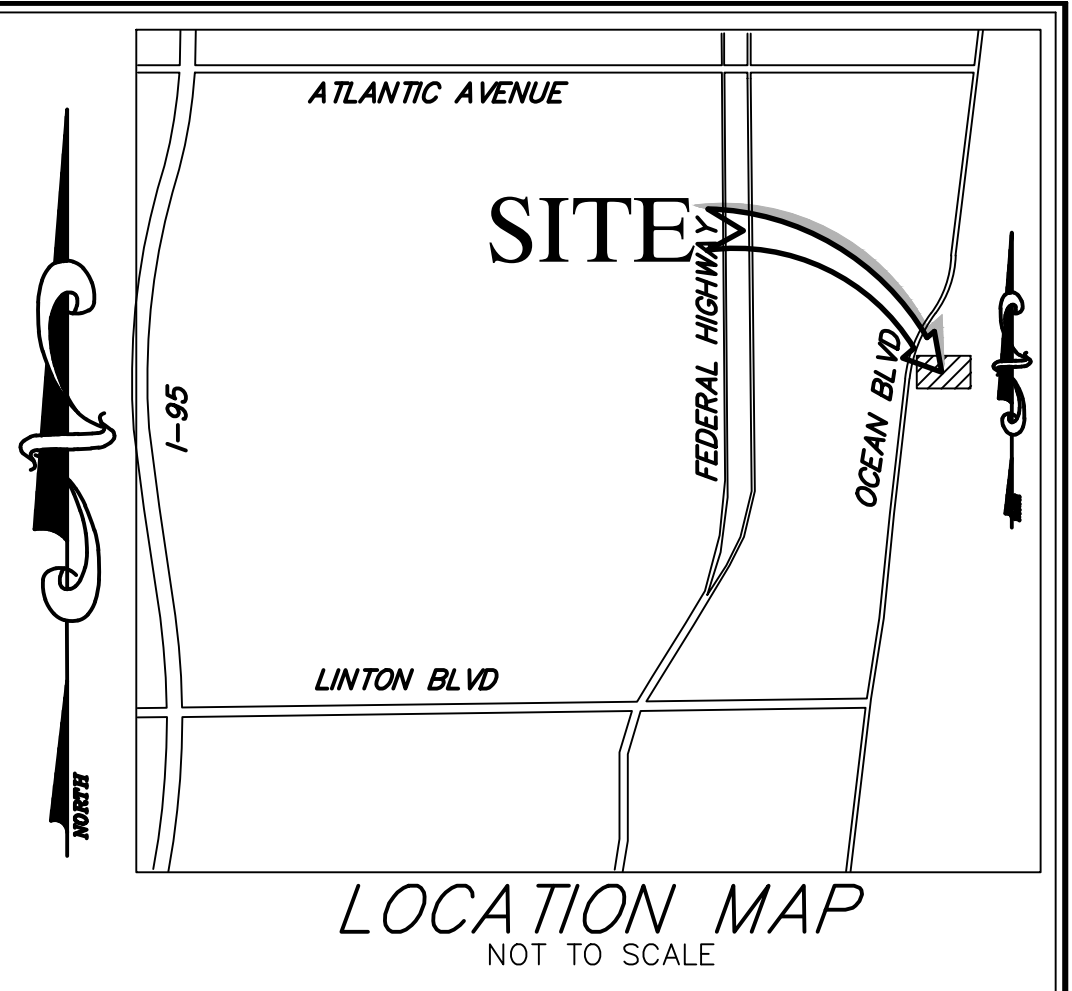 ATLANTIC AVENUE
SITE
FEDERAL HIGHWAY
OCEAN BLVD
I-95
LINTON BLVD
NORTH
LOCATION MAP
NOT TO SCALE